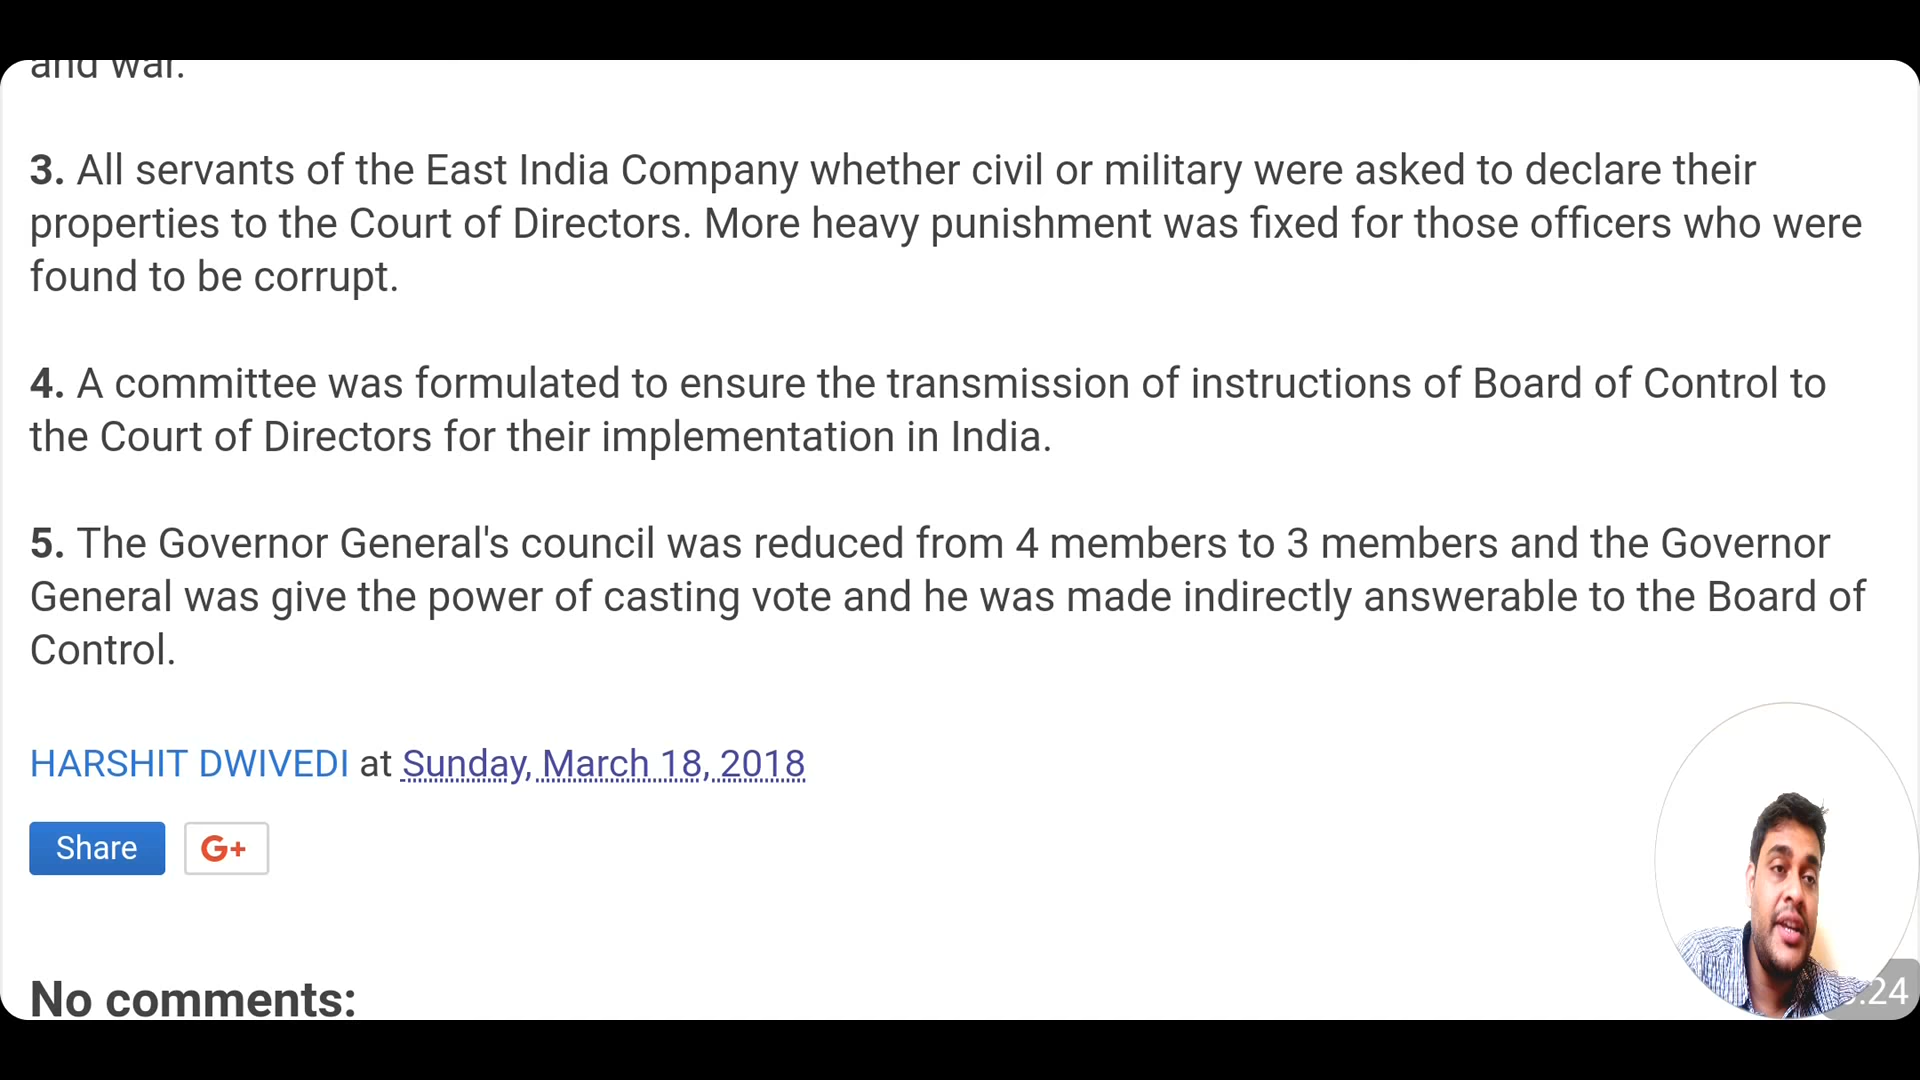 and war.
3. All servants of the East India Company whether civil or military were asked to declare their
properties to the Court of Directors. More heavy punishment was fixed for those officers who were
found to be corrupt.
4. A committee was formulated to ensure the transmission of instructions of Board of Control to
the Court of Directors for their implementation in India.
5. The Governor General's council was reduced from 4 members to 3 members and the Governor
General was give the power of casting vote and he was made indirectly answerable to the Board of
Control.
HARSHIT DWIVEDI at Sunday, March 18, 2018
Share G+
No comments:
:24